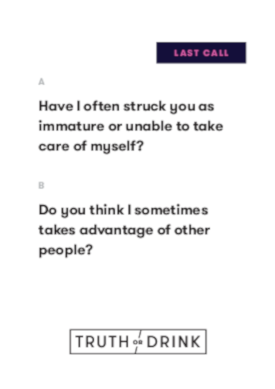 LAST CALL
A
Have I often struck you as
immature or unable to take
care of myself?
B
Do you think I sometimes
takes advantage of other
people?
TRUTH OR DRINK